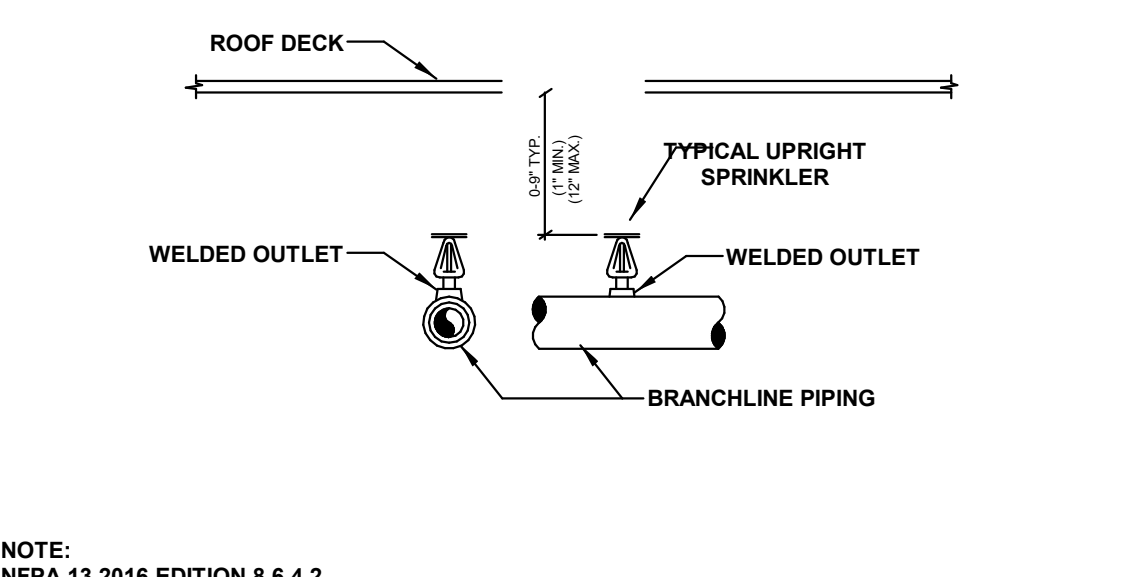 ROOF DECK
0-9" TYP.
(1" MIN.)
(12" MAX.)
TYPICAL UPRIGHT
SPRINKLER
WELDED OUTLET
WELDED OUTLET
BRANCHLINE PIPING
NOTE:
NFPA 13 2016 EDITION 8.6.4.2